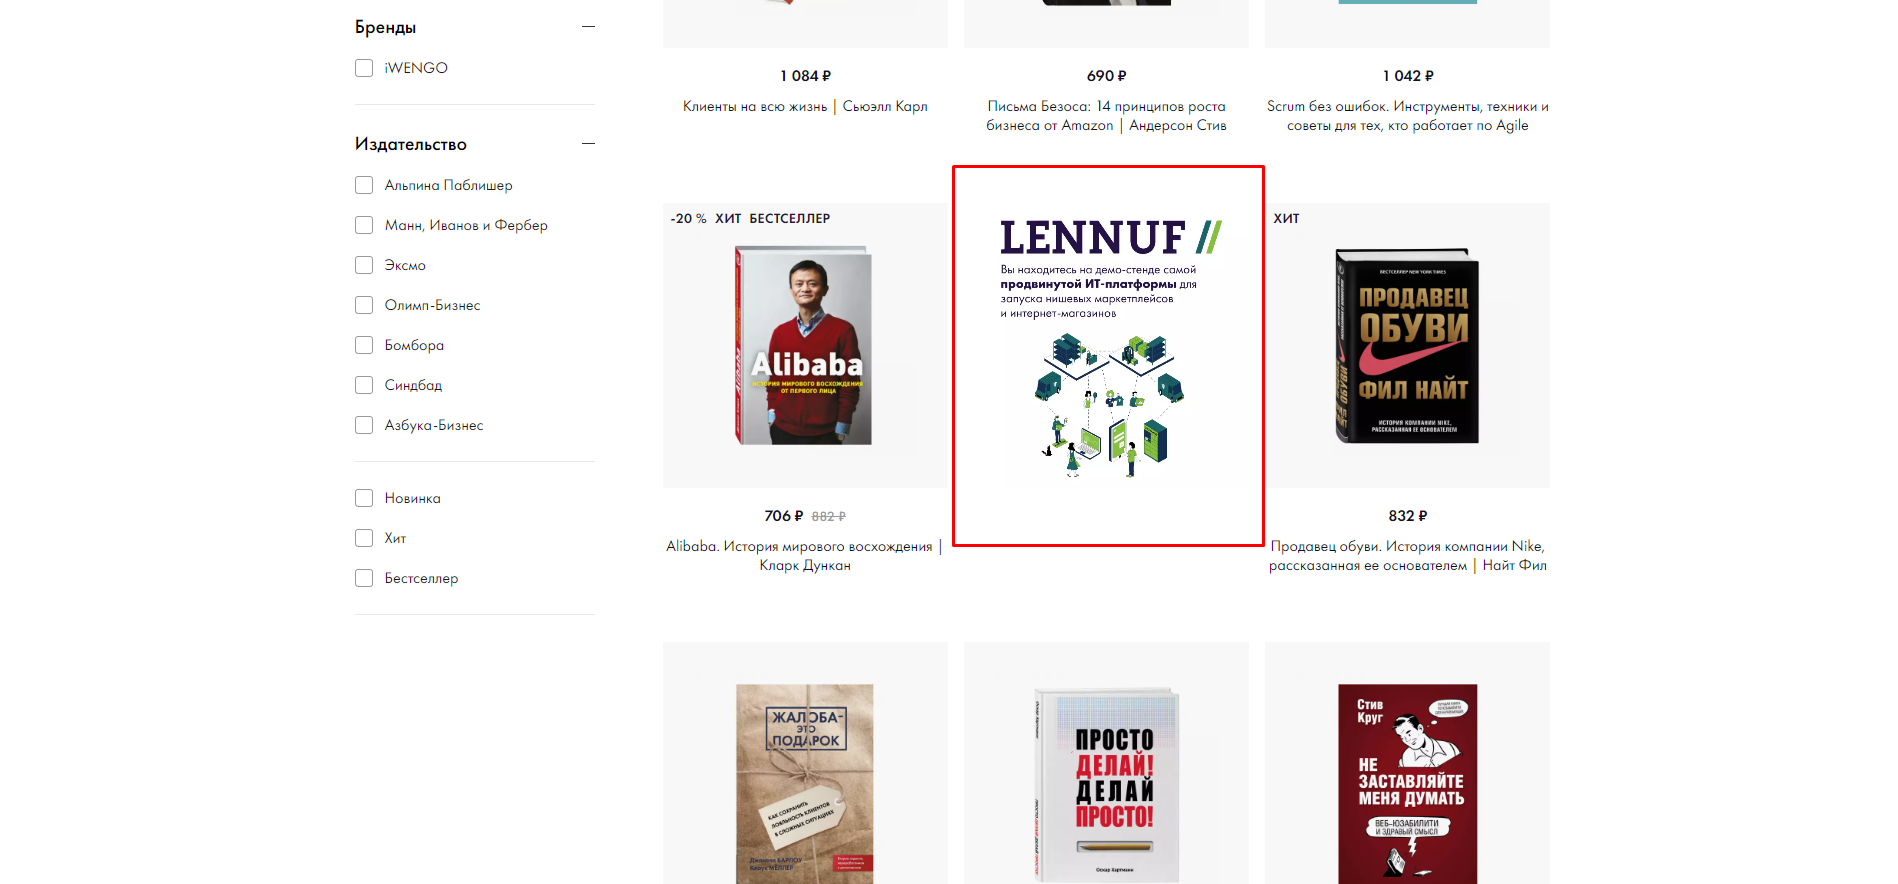 Бренды
iWENGO
Издательство
Альпина Паблишер
Манн, Иванов и Фербер
Эксмо
Олимп-Бизнес
Бомбора
Синдбад
Азбука-Бизнес
Новинка
Хит
Бестселлер
1 084 ₽
Клиенты на всю жизнь | Сьюэлл Карл
690 ₽
Письма Безоса: 14 принципов роста
бизнеса от Amazon | Андерсон Стив
1 042 ₽
Scrum без ошибок. Инструменты, техники и
советы для тех, кто работает по Agile
-20 % ХИТ БЕСТСЕЛЛЕР
Alibaba
ИСТОРИЯ МИРОВОГО ВОСХОЖДЕНИЯ
ОТ ПЕРВОГО ЛИЦА
706 ₽ 882 ₽
Alibaba. История мирового восхождения |
Кларк Дункан
LENNUF //
Вы находитесь на демо-стенде самой
продвинутой ИТ-платформы для
запуска нишевых маркетплейсов
и интернет-магазинов
ХИТ
БЕСТСЕЛЛЕР NEW YORK TIMES
ПРОДАВЕЦ
ОБУВИ
ФИЛ НАЙТ
ИСТОРИЯ КОМПАНИИ NIKE,
РАССКАЗАННАЯ ЕЕ ОСНОВАТЕЛЕМ
832 ₽
Продавец обуви. История компании Nike,
рассказанная ее основателем | Найт Фил
ЖАЛОБА-
ЭТО
ПОДАРОК
КАК СОХРАНИТЬ
ЛОЯЛЬНОСТЬ КЛИЕНТОВ
В СЛОЖНЫХ СИТУАЦИЯХ
Джанелл БАРЛОУ
Клаус МЁЛЛЕР
ПРОСТО
ДЕЛАЙ!
ДЕЛАЙ
ПРОСТО!
Оскар Хартманн
Стив
Круг
НЕ
ЗАСТАВЛЯЙТЕ
МЕНЯ ДУМАТЬ
ВЕБ-ЮЗАБИЛИТИ
И ЗДРАВЫЙ СМЫСЛ